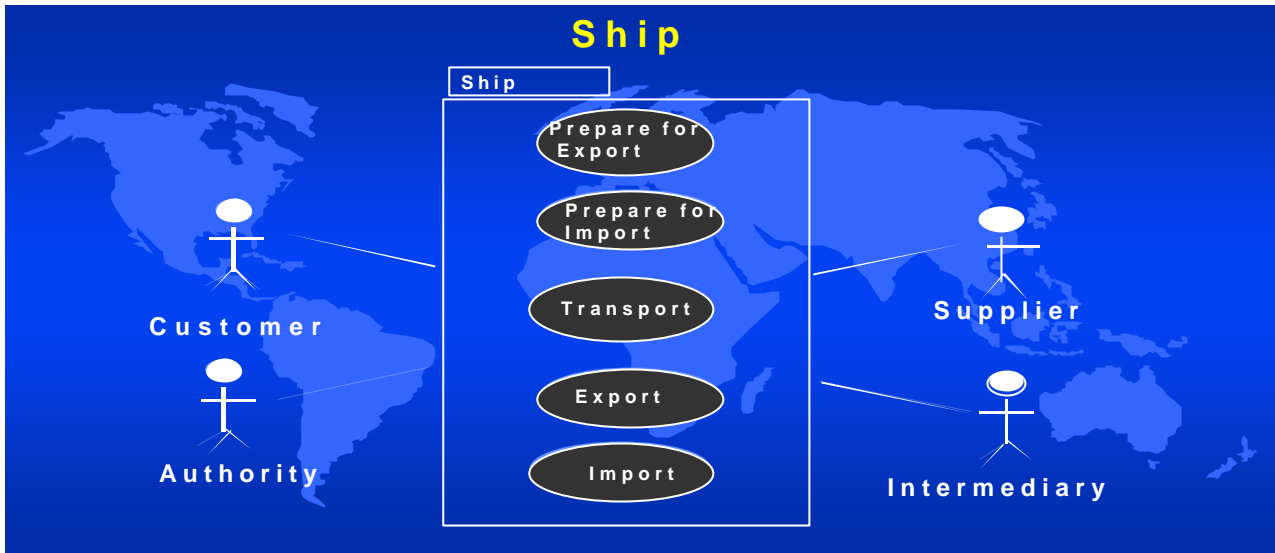 Ship
Ship
Prepare for
Export
Prepare for
Import
Transport
Export
Import
Customer
Authority
Supplier
Intermediary